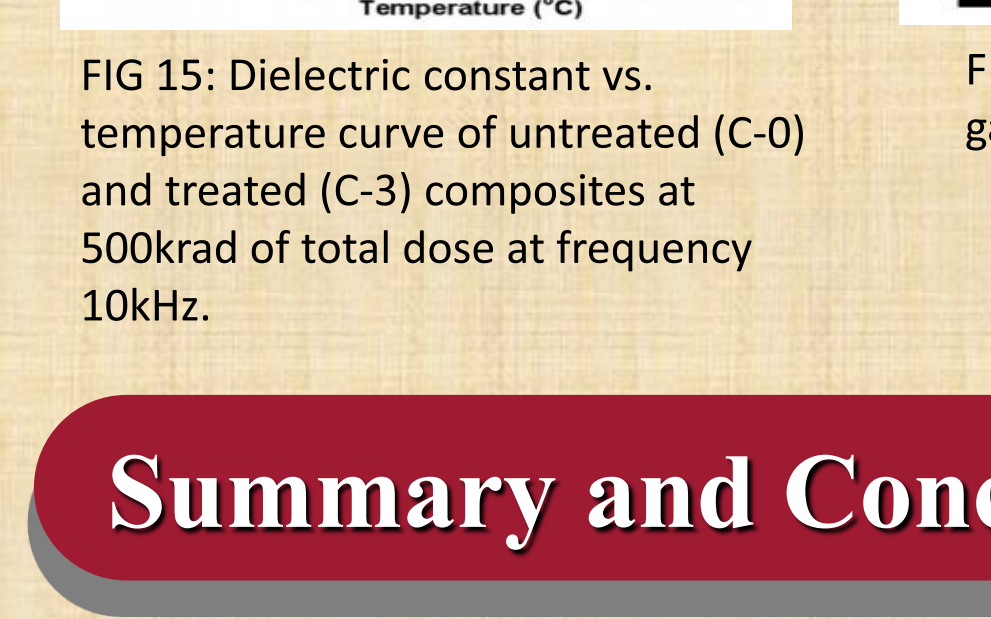 Temperature (°C)
FIG 15: Dielectric constant vs.
temperature curve of untreated (C-0)
and treated (C-3) composites at
500krad of total dose at frequency
10kHz.
Summary and